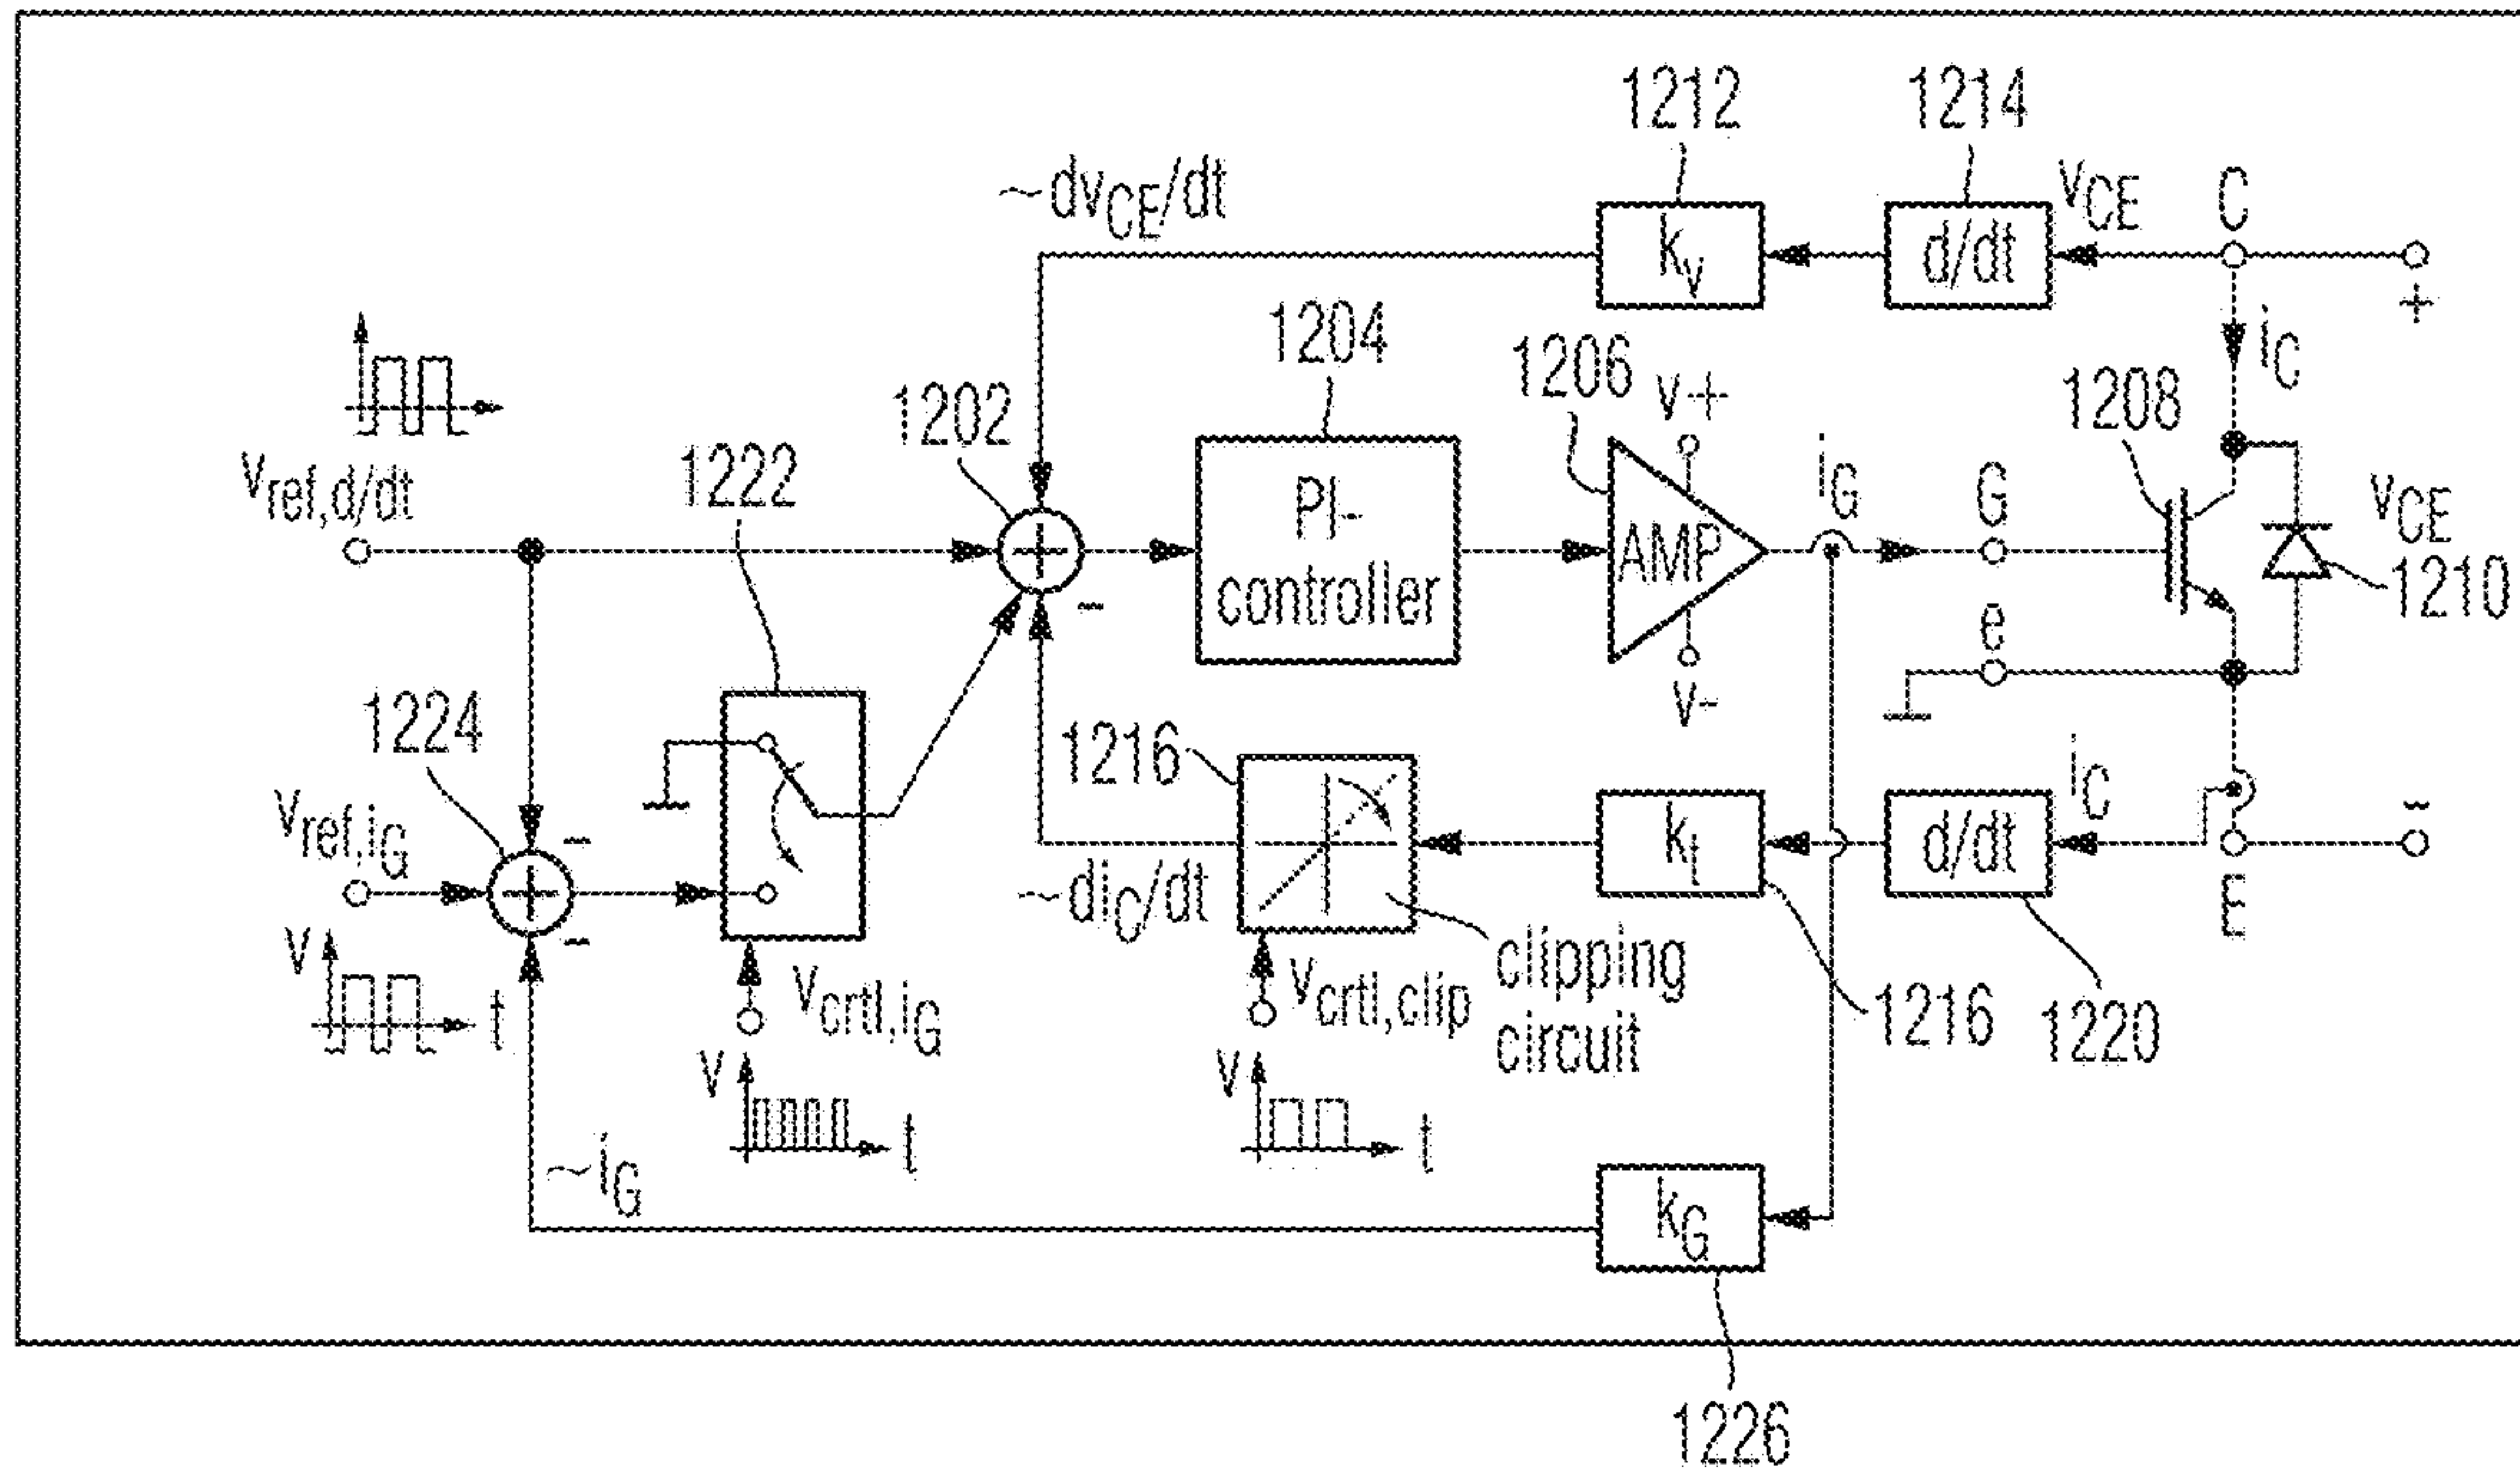 1212
1214
~dvCE/dt
kv
d/dt
vCE
C
+
iC
1204
1206
v+
1208
1202
1222
vref,d/dt
+
PI-
controller
AMP
iG
G
vCE
1210
e
-
v-
1224
1216
iC
vref,iG
-
+
-
~diC/dt
ki
d/dt
E
-
v
t
vcrtl,iG
vcrtl,clip
clipping
circuit
1216
1220
v
t
v
t
~iG
kG
1226